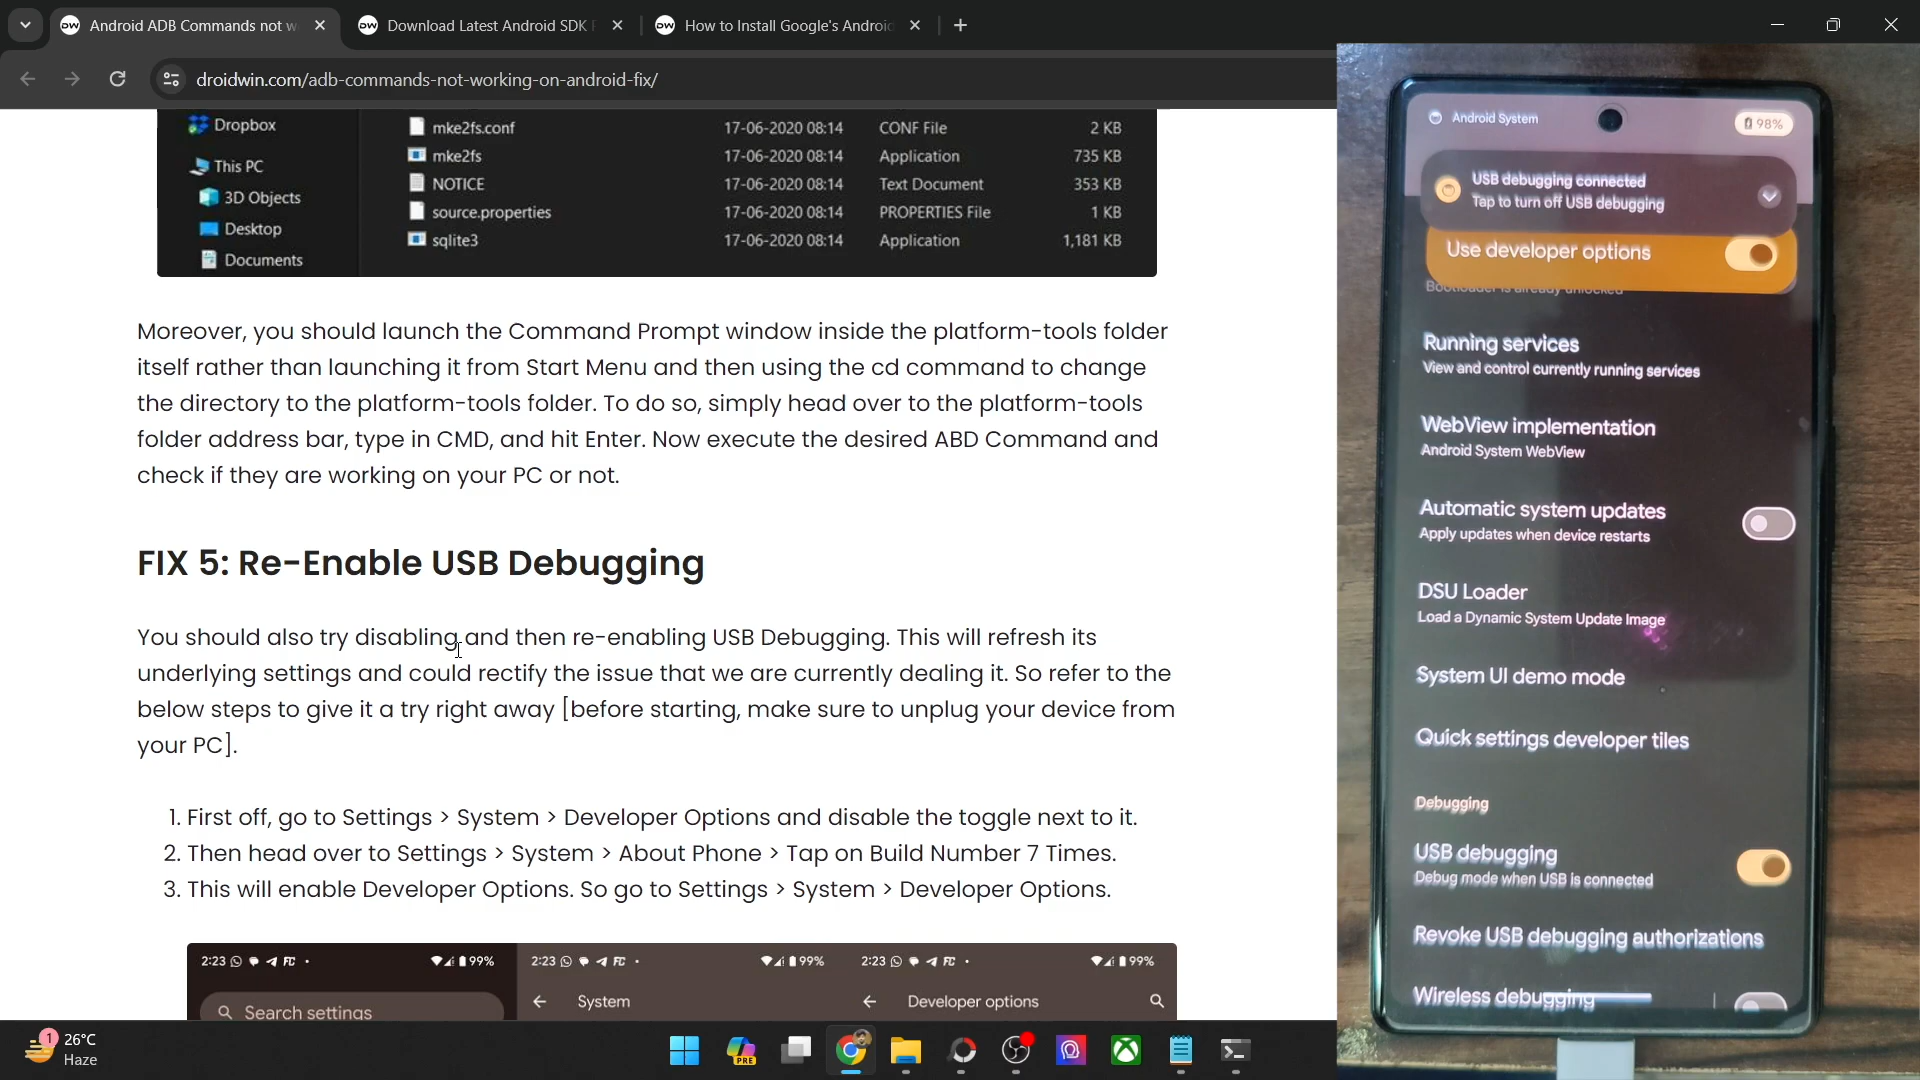 Android ADB Commands not w
Download Latest Android SDK
How to Install Google's Android
droidwin.com/adb-commands-not-working-on-android-fix/
Dropbox
This PC
3D Objects
Desktop
Documents
mke2fs.conf 17-06-2020 08:14 CONF File 2 KB
mke2fs 17-06-2020 08:14 Application 735 KB
NOTICE 17-06-2020 08:14 Text Document 353 KB
source.properties 17-06-2020 08:14 PROPERTIES File 1 KB
sqlite3 17-06-2020 08:14 Application 1,181 KB
Moreover, you should launch the Command Prompt window inside the platform-tools folder
itself rather than launching it from Start Menu and then using the cd command to change
the directory to the platform-tools folder. To do so, simply head over to the platform-tools
folder address bar, type in CMD, and hit Enter. Now execute the desired ABD Command and
check if they are working on your PC or not.
FIX 5: Re-Enable USB Debugging
You should also try disabling and then re-enabling USB Debugging. This will refresh its
underlying settings and could rectify the issue that we are currently dealing it. So refer to the
below steps to give it a try right away [before starting, make sure to unplug your device from
your PC].
1. First off, go to Settings > System > Developer Options and disable the toggle next to it.
2. Then head over to Settings > System > About Phone > Tap on Build Number 7 Times.
3. This will enable Developer Options. So go to Settings > System > Developer Options.
2:23 FC • 99%
Search settings
2:23 FC • 99%
System
2:23 FC • 99%
Developer options
1
26°C
Haze
PRE
Android System
98%
USB debugging connected
Tap to turn off USB debugging
Use developer options
Bootloader is already unlocked
Running services
View and control currently running services
WebView implementation
Android System WebView
Automatic system updates
Apply updates when device restarts
DSU Loader
Load a Dynamic System Update Image
System UI demo mode
Quick settings developer tiles
Debugging
USB debugging
Debug mode when USB is connected
Revoke USB debugging authorizations
Wireless debugging